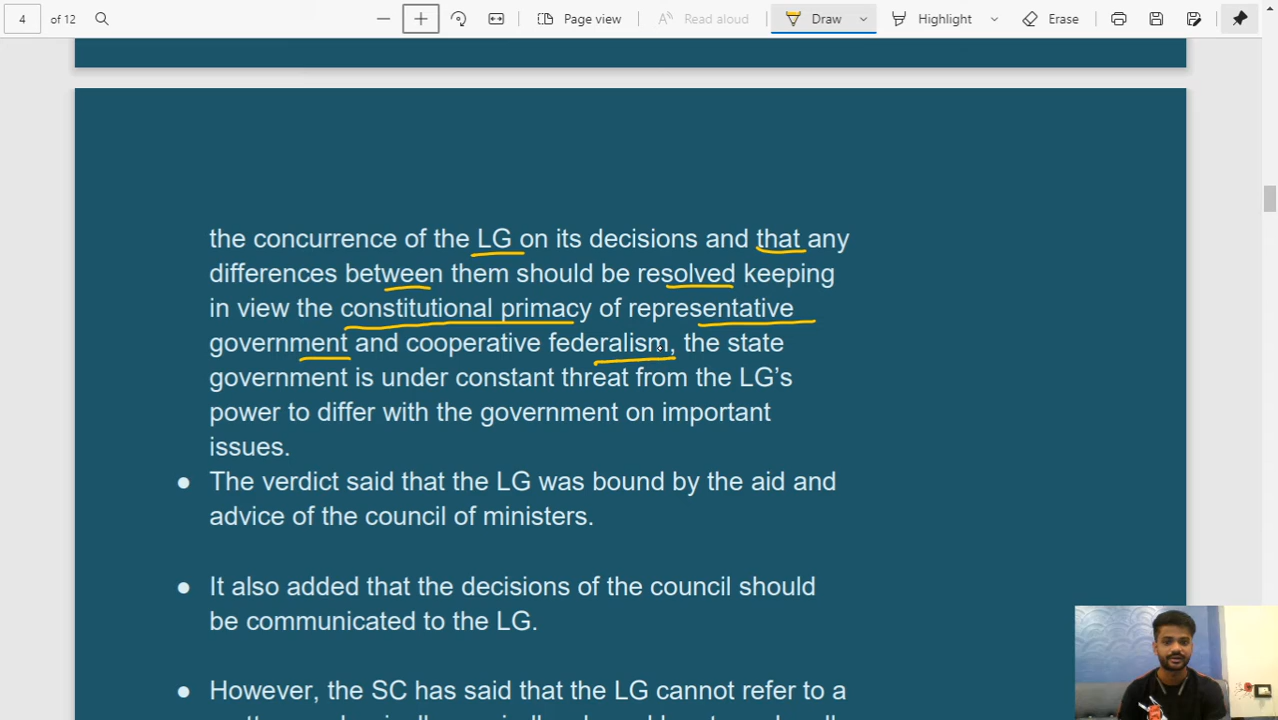 4 of 12 Page view Read aloud Draw Highlight Erase
the concurrence of the LG on its decisions and that any
differences between them should be resolved keeping
in view the constitutional primacy of representative
government and cooperative federalism, the state
government is under constant threat from the LG’s
power to differ with the government on important
issues.
● The verdict said that the LG was bound by the aid and
advice of the council of ministers.
● It also added that the decisions of the council should
be communicated to the LG.
● However, the SC has said that the LG cannot refer to a